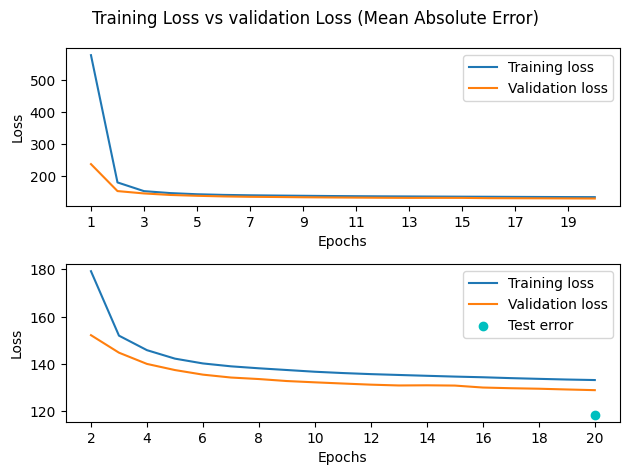 Training Loss vs validation Loss (Mean Absolute Error)
500
400
300
200
Loss
Training loss
Validation loss
1 3 5 7 9 11 13 15 17 19
Epochs
180
160
140
120
Loss
Training loss
Validation loss
Test error
2 4 6 8 10 12 14 16 18 20
Epochs